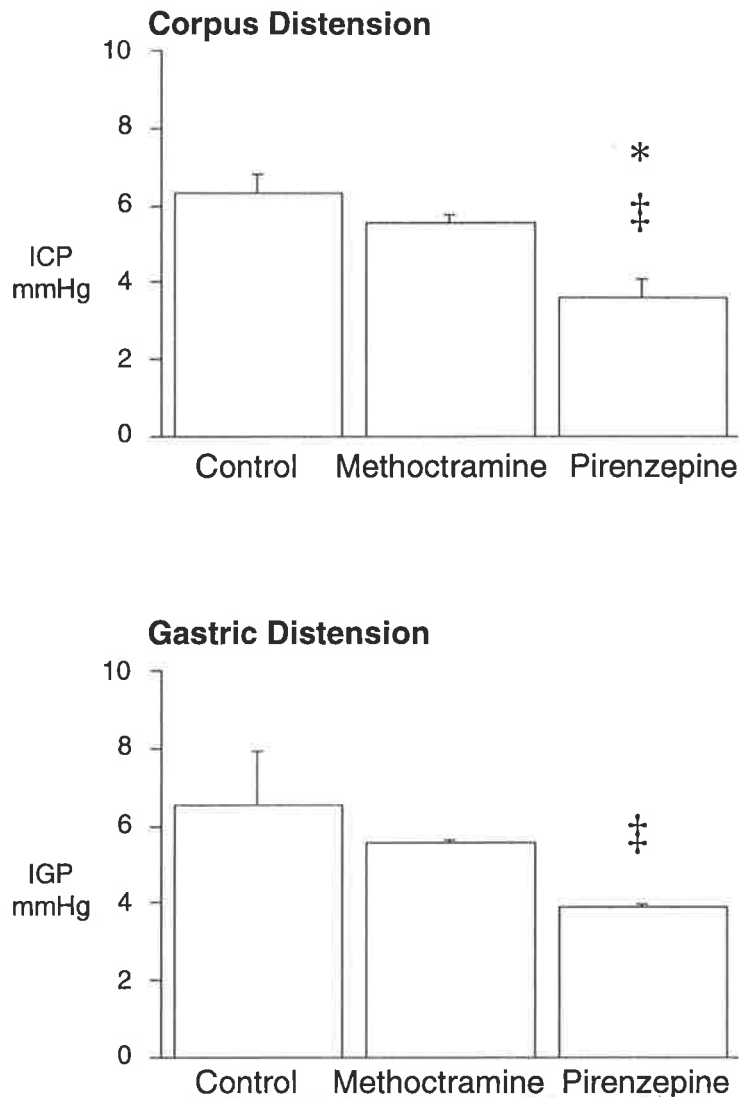 Corpus Distension
10
8
*
‡
6
ICP
mmHg
4
2
0
Control Methoctramine Pirenzepine
Gastric Distension
10
8
‡
6
IGP
mmHg
4
2
0
Control Methoctramine Pirenzepine